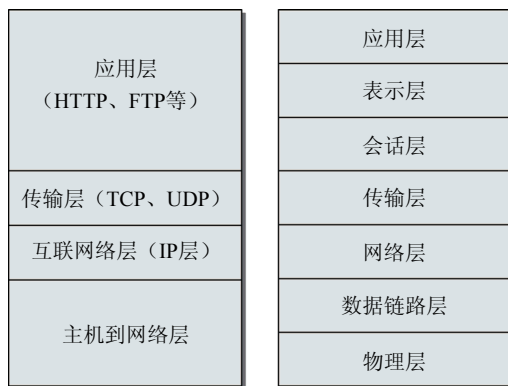 应用层
（HTTP、FTP等）
传输层（TCP、UDP）
互联网络层（IP层）
主机到网络层
应用层
表示层
会话层
传输层
网络层
数据链路层
物理层